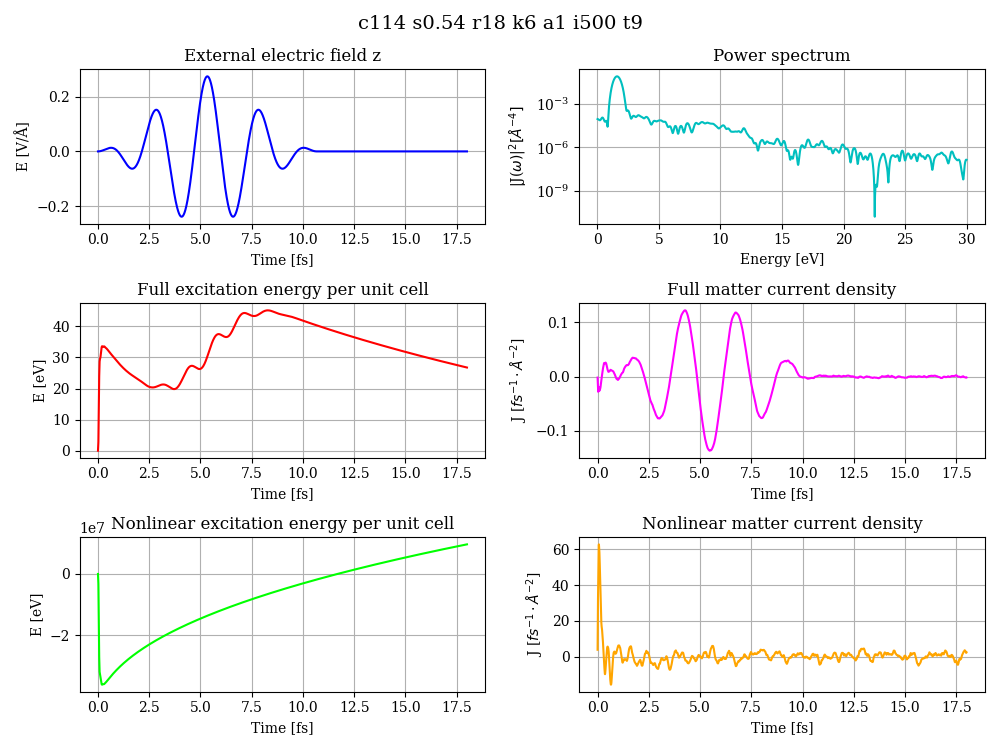 c114 s0.54 r18 k6 a1 i500 t9
External electric field z
E [V/Å]
0.2
0.0
−0.2
0.0 2.5 5.0 7.5 10.0 12.5 15.0 17.5
Time [fs]
Power spectrum
|J(ω)|² [Å⁻⁴]
10⁻³
10⁻⁶
10⁻⁹
0 5 10 15 20 25 30
Energy [eV]
Full excitation energy per unit cell
E [eV]
40
30
20
10
0
0.0 2.5 5.0 7.5 10.0 12.5 15.0 17.5
Time [fs]
Full matter current density
J [fs⁻¹ · Å⁻²]
0.1
0.0
−0.1
0.0 2.5 5.0 7.5 10.0 12.5 15.0 17.5
Time [fs]
1e7
Nonlinear excitation energy per unit cell
E [eV]
0
−2
0.0 2.5 5.0 7.5 10.0 12.5 15.0 17.5
Time [fs]
Nonlinear matter current density
J [fs⁻¹ · Å⁻²]
60
40
20
0
0.0 2.5 5.0 7.5 10.0 12.5 15.0 17.5
Time [fs]